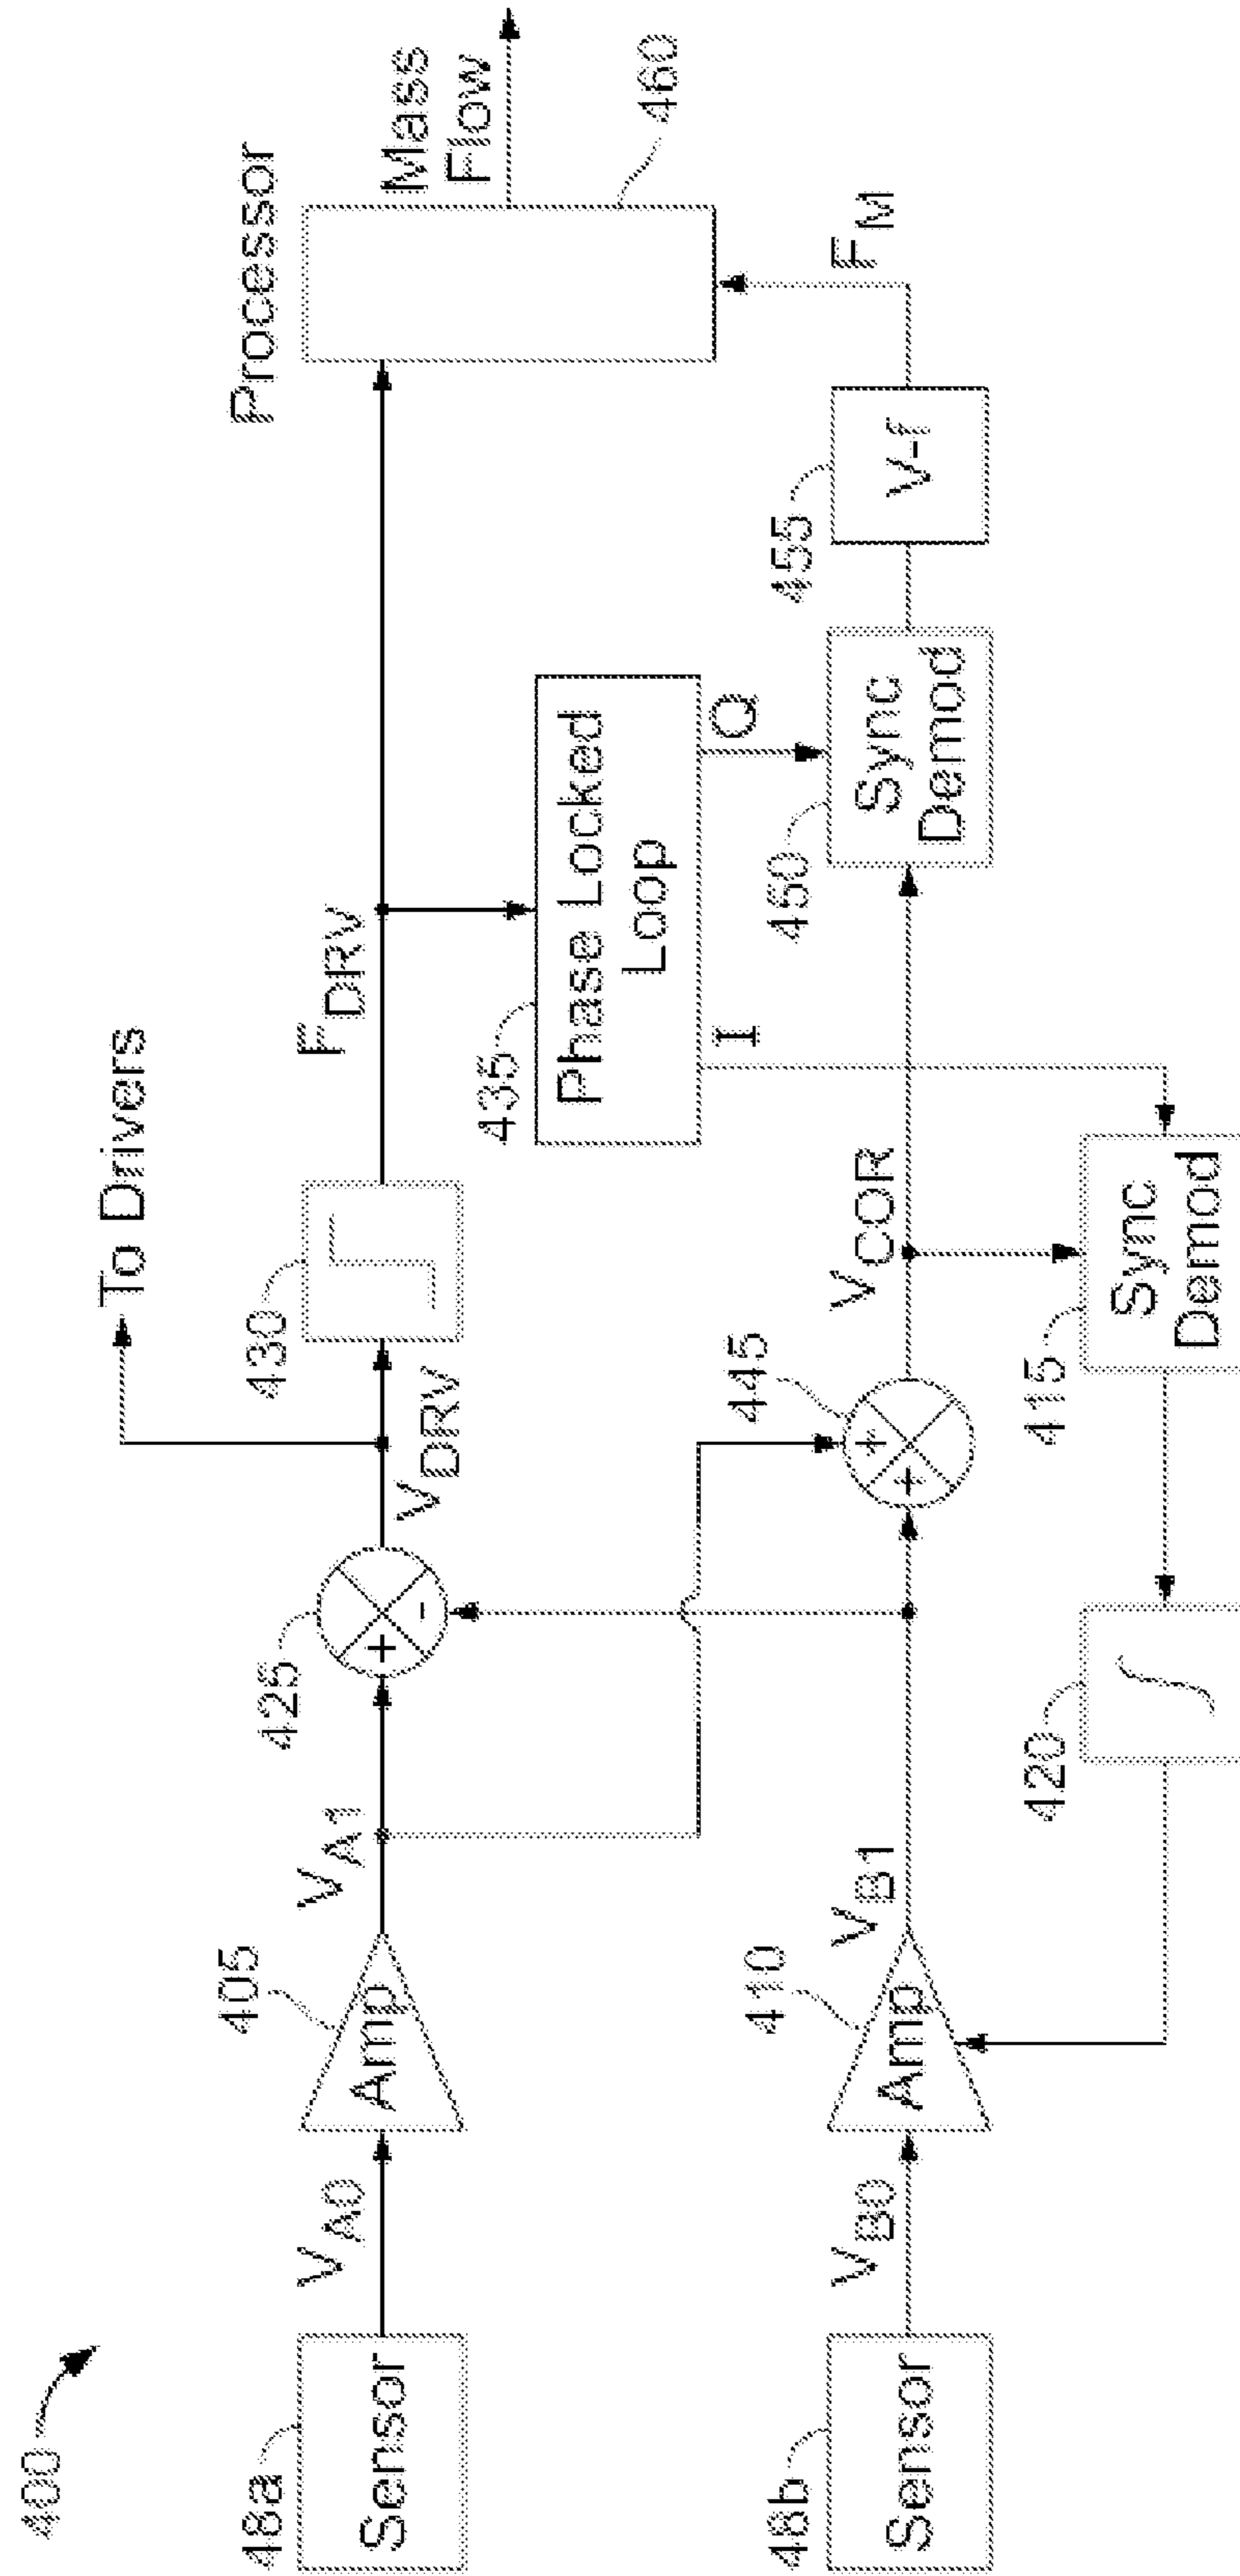 400
To Drivers
Processor
48a
Sensor
V_A0
405
Amp
V_A1
425
+
-
V_DRV
430
F_DRV
Mass
Flow
460
435
Phase Locked
Loop
I
Q
48b
Sensor
V_B0
410
Amp
V_B1
445
+
+
V_COR
450
Sync
Demod
455
V-f
F_M
420
∫
415
Sync
Demod